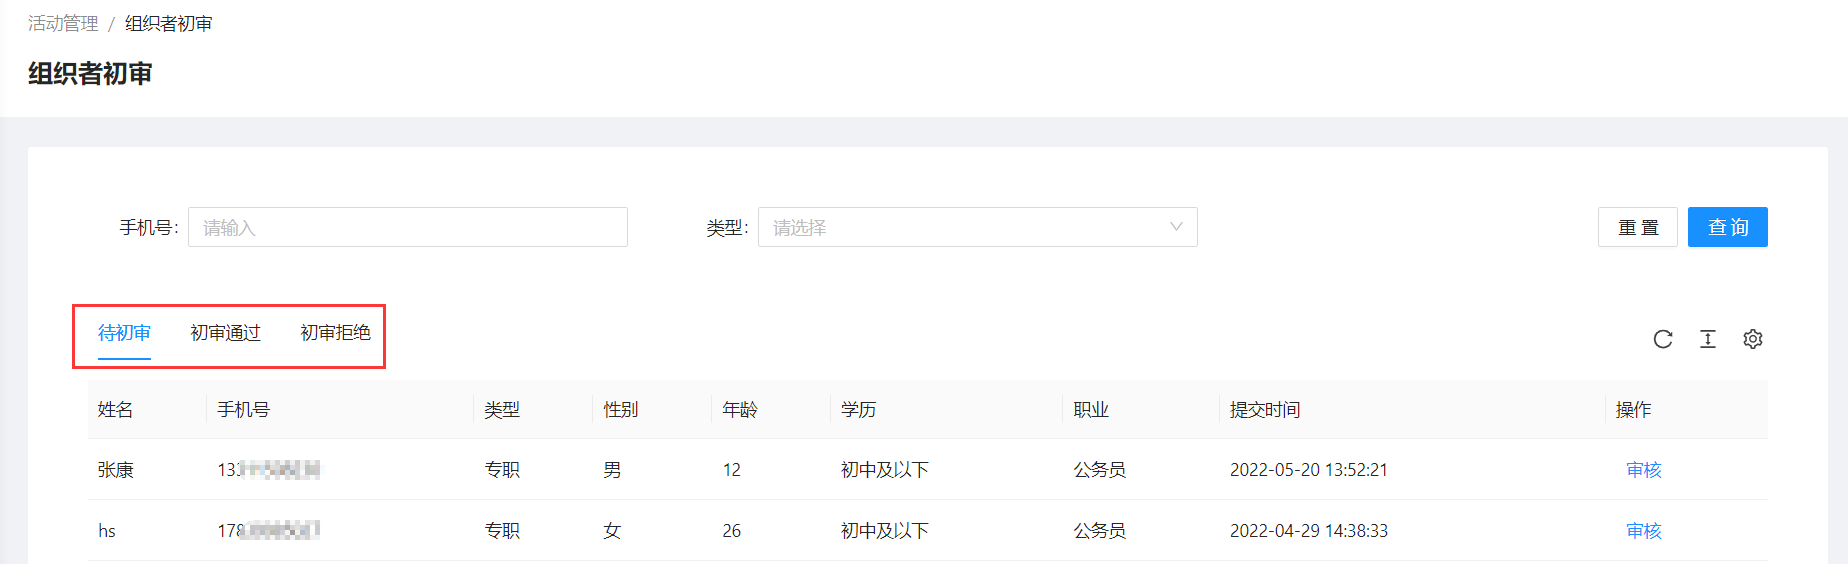 活动管理 / 组织者初审
组织者初审
手机号: 请输入 类型: 请选择 重 置 查 询
待初审 初审通过 初审拒绝
姓名 手机号 类型 性别 年龄 学历 职业 提交时间 操作
张康 专职 男 12 初中及以下 公务员 2022-05-20 13:52:21 审核
hs 专职 女 26 初中及以下 公务员 2022-04-29 14:38:33 审核